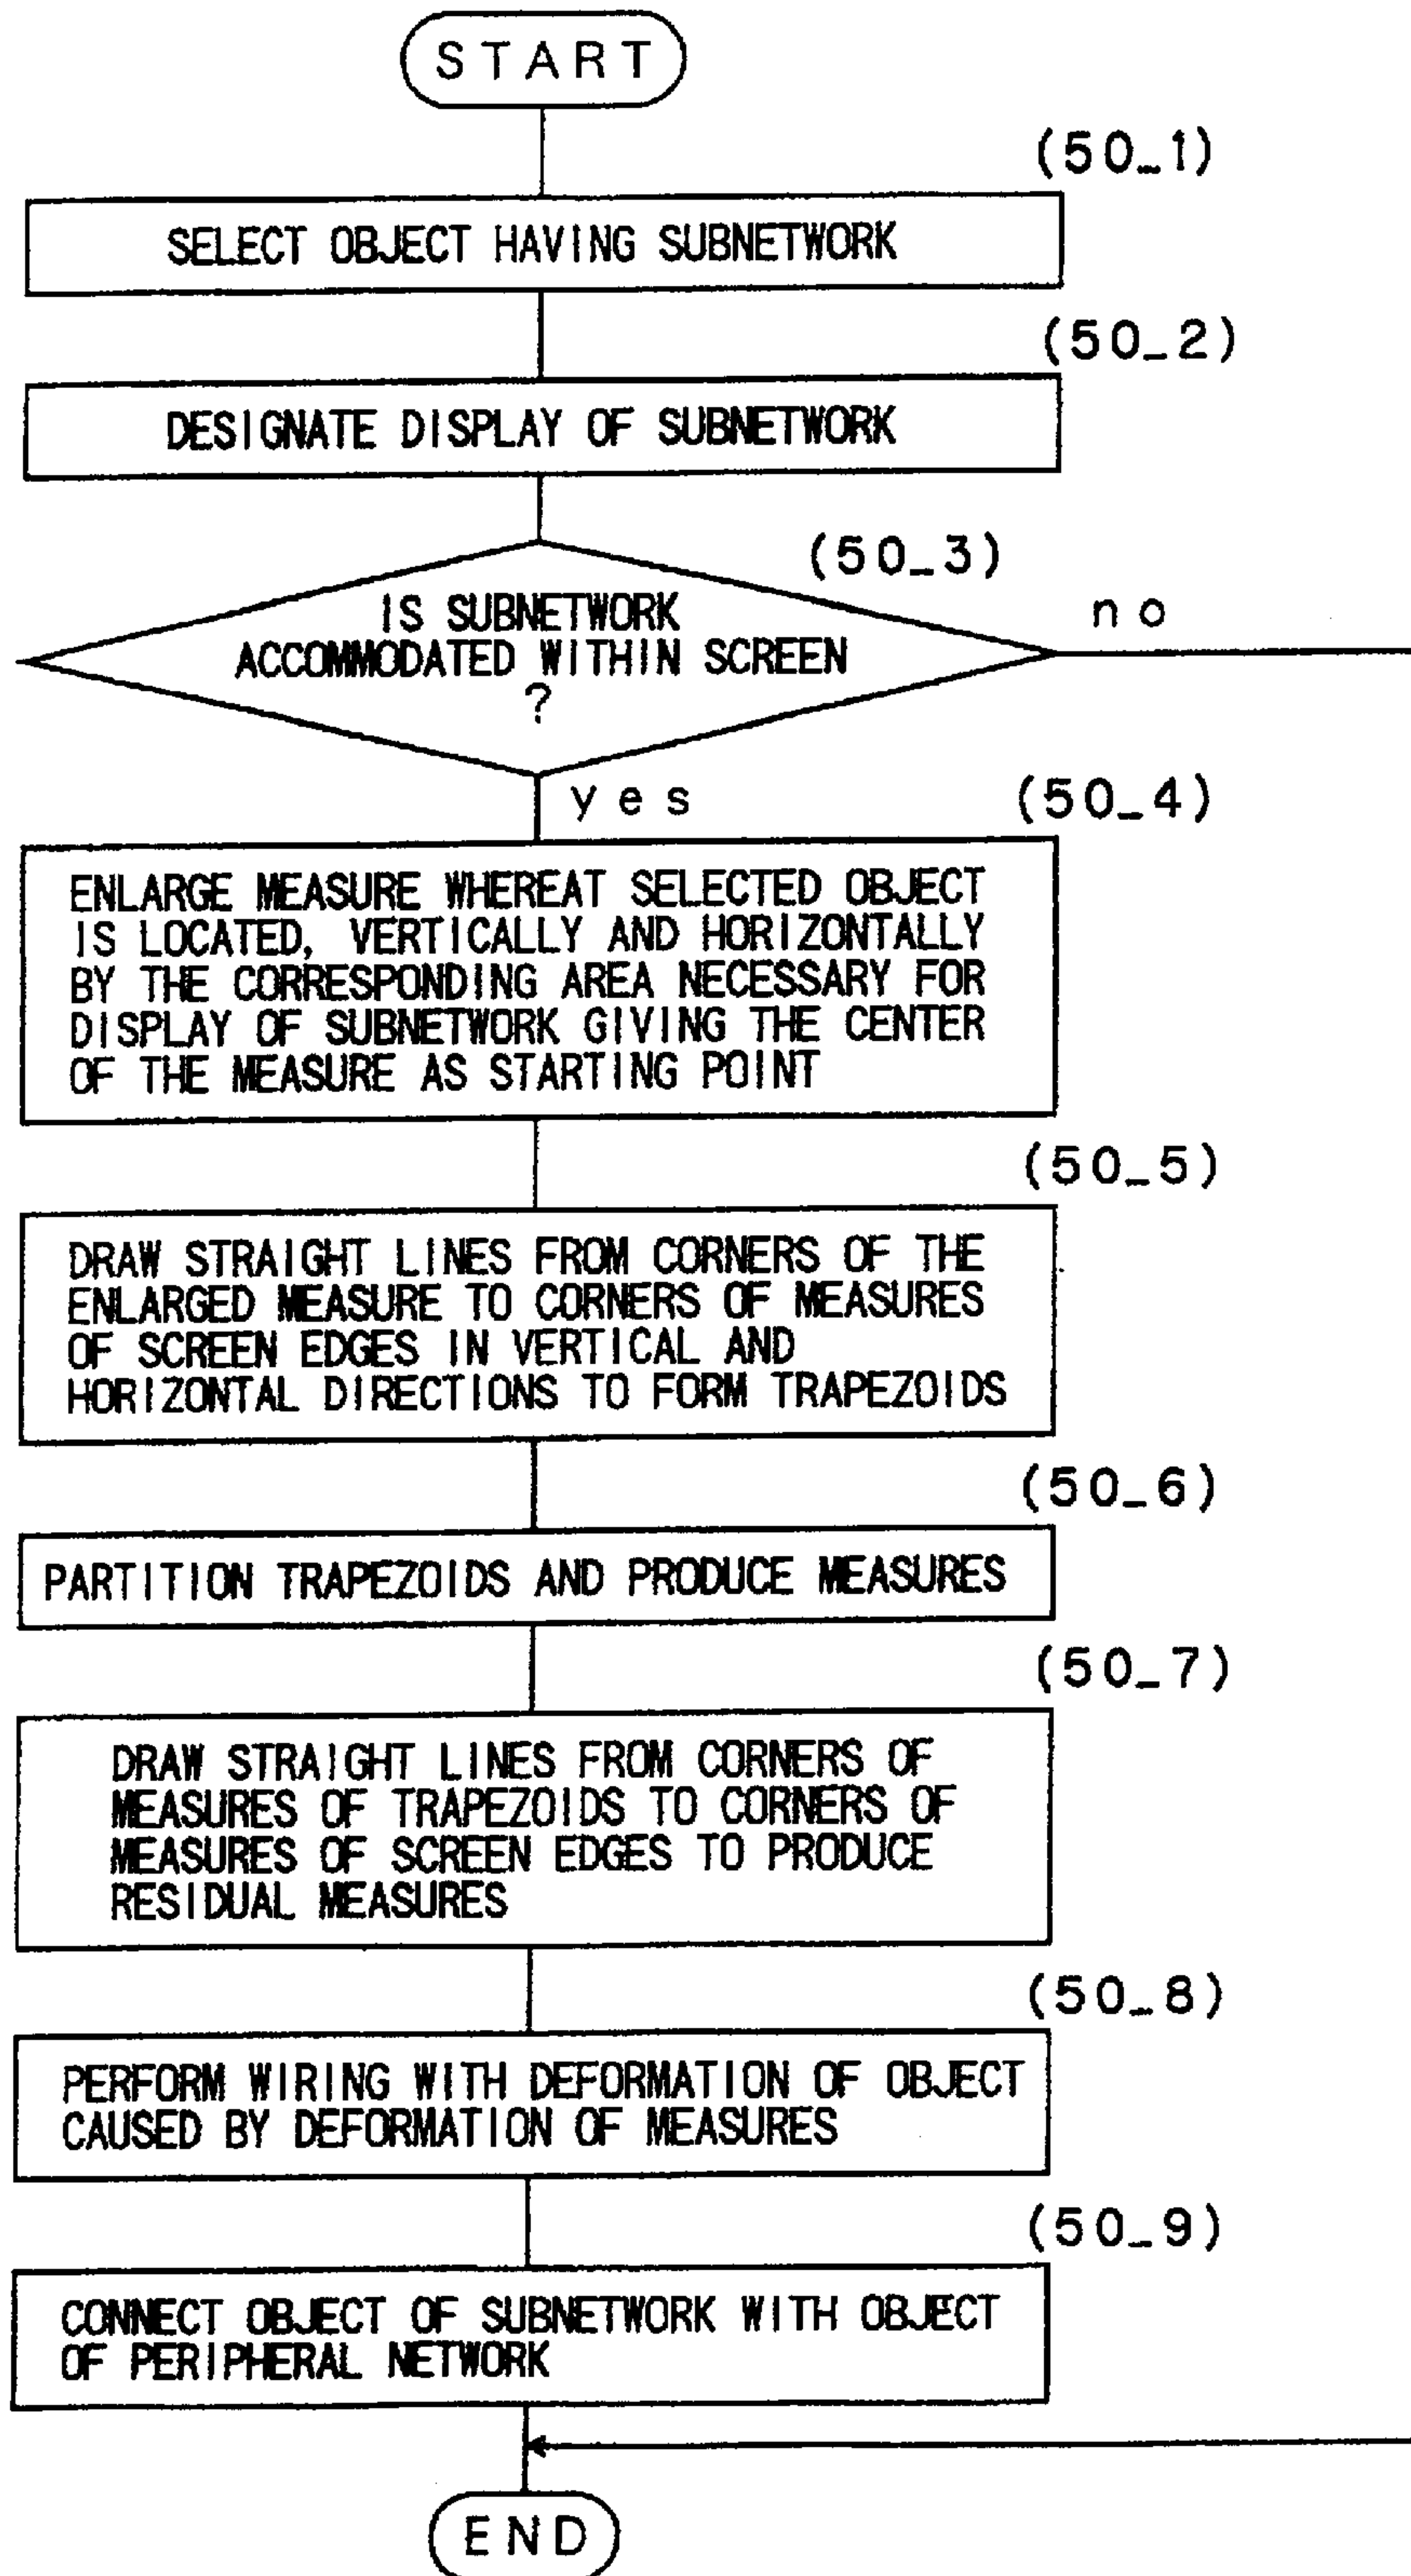 START
(50_1)
SELECT OBJECT HAVING SUBNETWORK
(50_2)
DESIGNATE DISPLAY OF SUBNETWORK
(50_3)
IS SUBNETWORK
ACCOMMODATED WITHIN SCREEN
?
no
yes
(50_4)
ENLARGE MEASURE WHEREAT SELECTED OBJECT
IS LOCATED, VERTICALLY AND HORIZONTALLY
BY THE CORRESPONDING AREA NECESSARY FOR
DISPLAY OF SUBNETWORK GIVING THE CENTER
OF THE MEASURE AS STARTING POINT
(50_5)
DRAW STRAIGHT LINES FROM CORNERS OF THE
ENLARGED MEASURE TO CORNERS OF MEASURES
OF SCREEN EDGES IN VERTICAL AND
HORIZONTAL DIRECTIONS TO FORM TRAPEZOIDS
(50_6)
PARTITION TRAPEZOIDS AND PRODUCE MEASURES
(50_7)
DRAW STRAIGHT LINES FROM CORNERS OF
MEASURES OF TRAPEZOIDS TO CORNERS OF
MEASURES OF SCREEN EDGES TO PRODUCE
RESIDUAL MEASURES
(50_8)
PERFORM WIRING WITH DEFORMATION OF OBJECT
CAUSED BY DEFORMATION OF MEASURES
(50_9)
CONNECT OBJECT OF SUBNETWORK WITH OBJECT
OF PERIPHERAL NETWORK
END